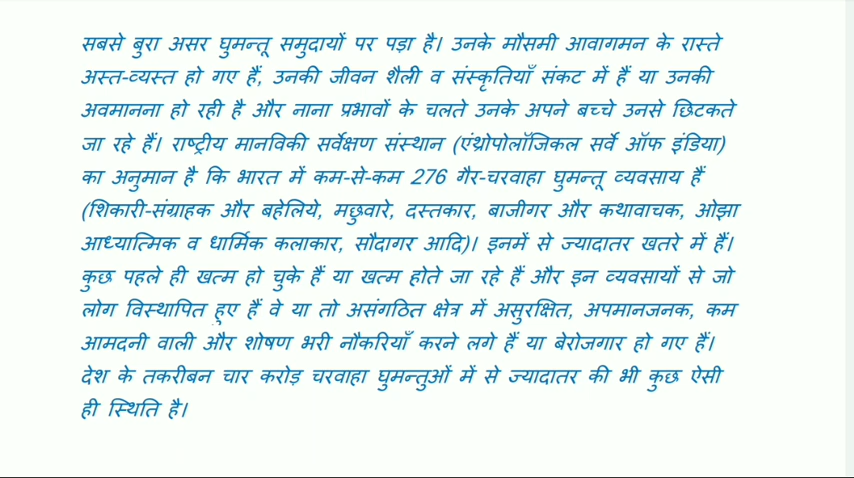 सबसे बुरा असर घुमन्तू समुदायों पर पड़ा है। उनके मौसमी आवागमन के रास्ते
अस्त-व्यस्त हो गए हैं, उनकी जीवन शैली व संस्कृतियाँ संकट में हैं या उनकी
अवमानना हो रही है और नाना प्रभावों के चलते उनके अपने बच्चे उनसे छिटकते
जा रहे हैं। राष्ट्रीय मानविकी सर्वेक्षण संस्थान (एंथ्रोपोलॉजिकल सर्वे ऑफ इंडिया)
का अनुमान है कि भारत में कम-से-कम 276 गैर-चरवाहा घुमन्तू व्यवसाय हैं
(शिकारी-संग्राहक और बहेलिये, मछुवारे, दस्तकार, बाजीगर और कथावाचक, ओझा
आध्यात्मिक व धार्मिक कलाकार, सौदागर आदि)। इनमें से ज्यादातर खतरे में हैं।
कुछ पहले ही खत्म हो चुके हैं या खत्म होते जा रहे हैं और इन व्यवसायों से जो
लोग विस्थापित हुए हैं वे या तो असंगठित क्षेत्र में असुरक्षित, अपमानजनक, कम
आमदनी वाली और शोषण भरी नौकरियाँ करने लगे हैं या बेरोजगार हो गए हैं।
देश के तकरीबन चार करोड़ चरवाहा घुमन्तुओं में से ज्यादातर की भी कुछ ऐसी
ही स्थिति है।